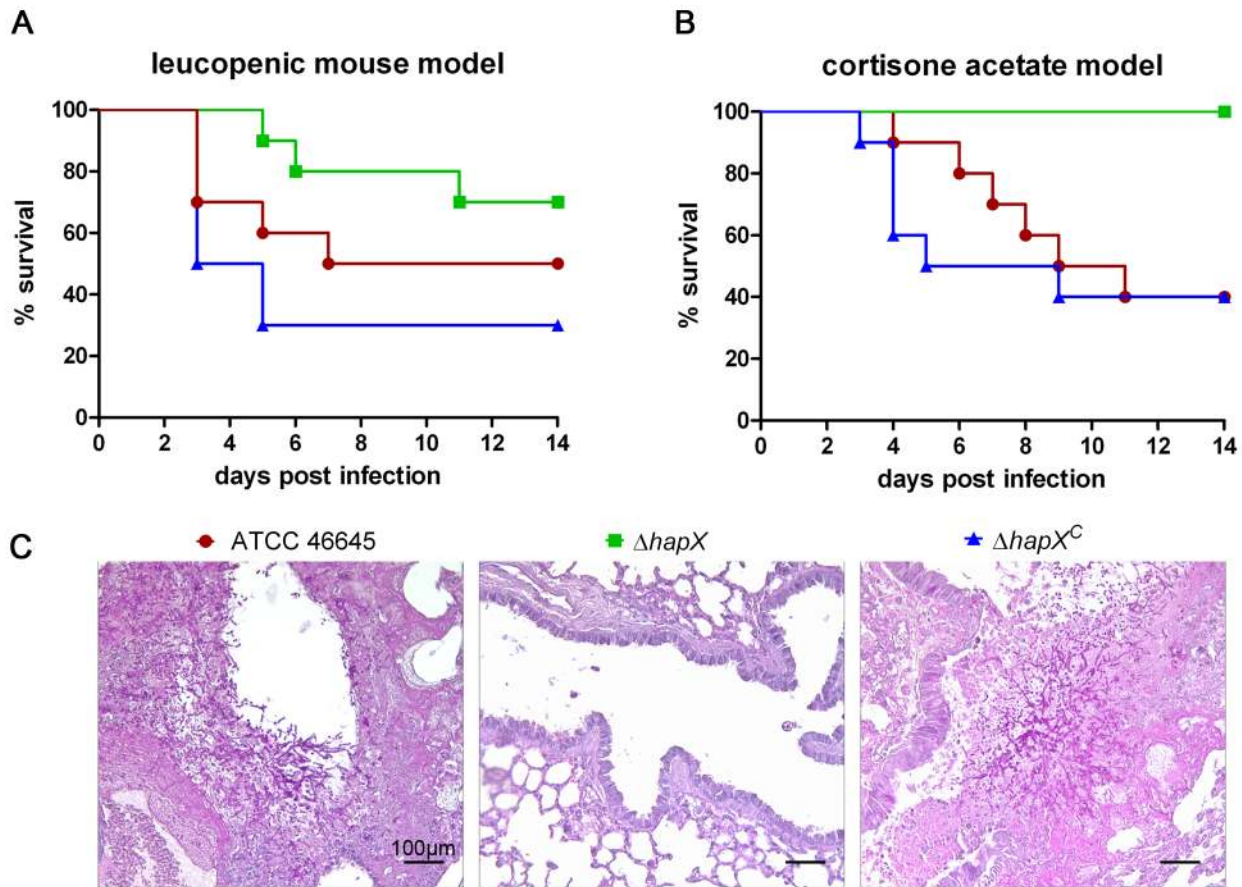 A
leucopenic mouse model
100
80
60
40
20
0
% survival
0 2 4 6 8 10 12 14
days post infection
B
cortisone acetate model
100
80
60
40
20
0
% survival
0 2 4 6 8 10 12 14
days post infection
C
ATCC 46645
ΔhapX
ΔhapX^C
100µm